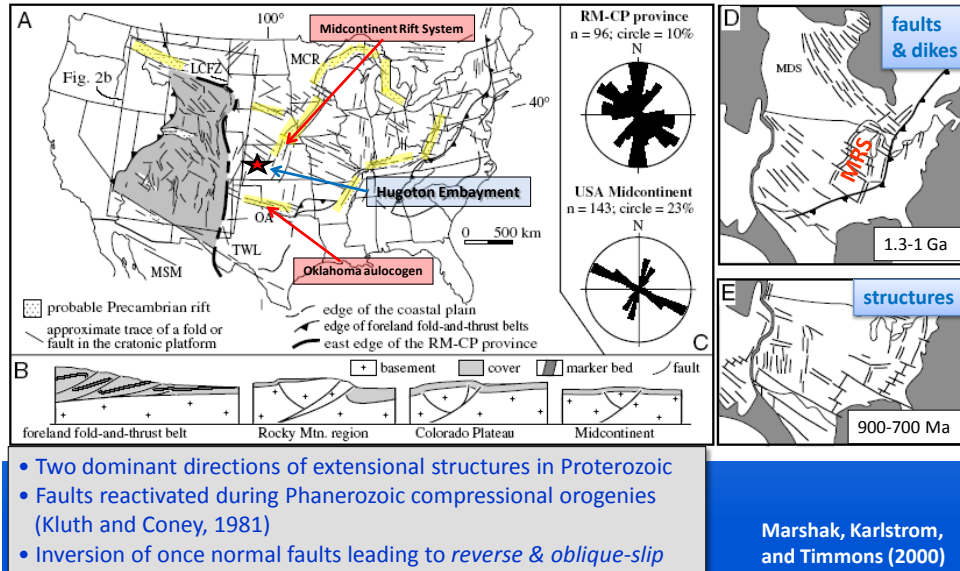 A
100°
Midcontinent Rift System
MCR
LCFZ
Fig. 2b
40°
Hugoton Embayment
OA
0 500 km
TWL
Oklahoma aulocogen
MSM
probable Precambrian rift
approximate trace of a fold or
fault in the cratonic platform
edge of the coastal plain
edge of foreland fold-and-thrust belts
east edge of the RM-CP province
RM-CP province
n = 96; circle = 10%
N
USA Midcontinent
n = 143; circle = 23%
N
C
B
basement
cover
marker bed
fault
foreland fold-and-thrust belt
Rocky Mtn. region
Colorado Plateau
Midcontinent
D
faults
& dikes
MDS
MRS
1.3-1 Ga
E
structures
900-700 Ma
• Two dominant directions of extensional structures in Proterozoic
• Faults reactivated during Phanerozoic compressional orogenies
(Kluth and Coney, 1981)
• Inversion of once normal faults leading to reverse & oblique-slip
Marshak, Karlstrom,
and Timmons (2000)